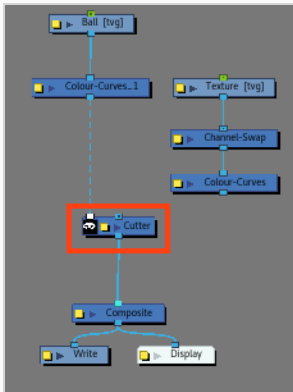 Ball [tvg]
Colour-Curves_1
Texture [tvg]
Channel-Swap
Colour-Curves
Cutter
Composite
Write
Display